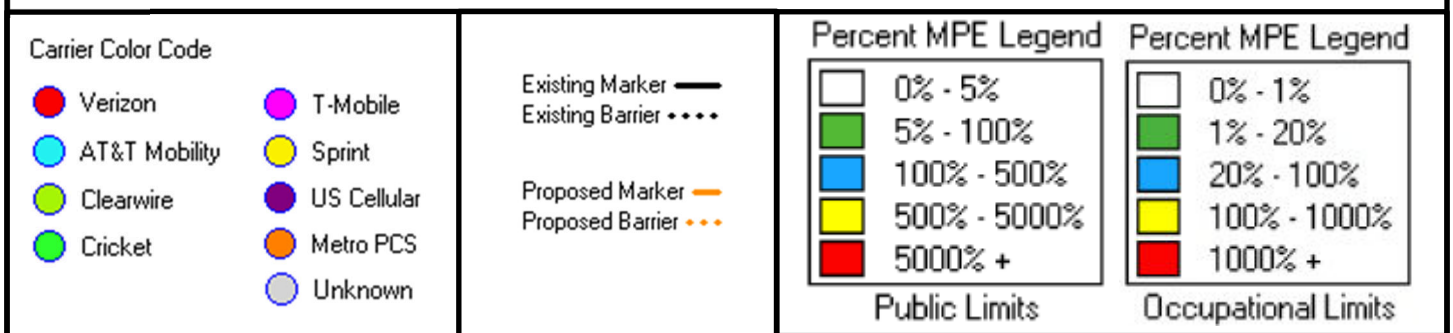 Carrier Color Code
Verizon
AT&T Mobility
Clearwire
Cricket
T-Mobile
Sprint
US Cellular
Metro PCS
Unknown
Existing Marker
Existing Barrier
Proposed Marker
Proposed Barrier
Percent MPE Legend
0% - 5%
5% - 100%
100% - 500%
500% - 5000%
5000% +
Public Limits
Percent MPE Legend
0% - 1%
1% - 20%
20% - 100%
100% - 1000%
1000% +
Occupational Limits